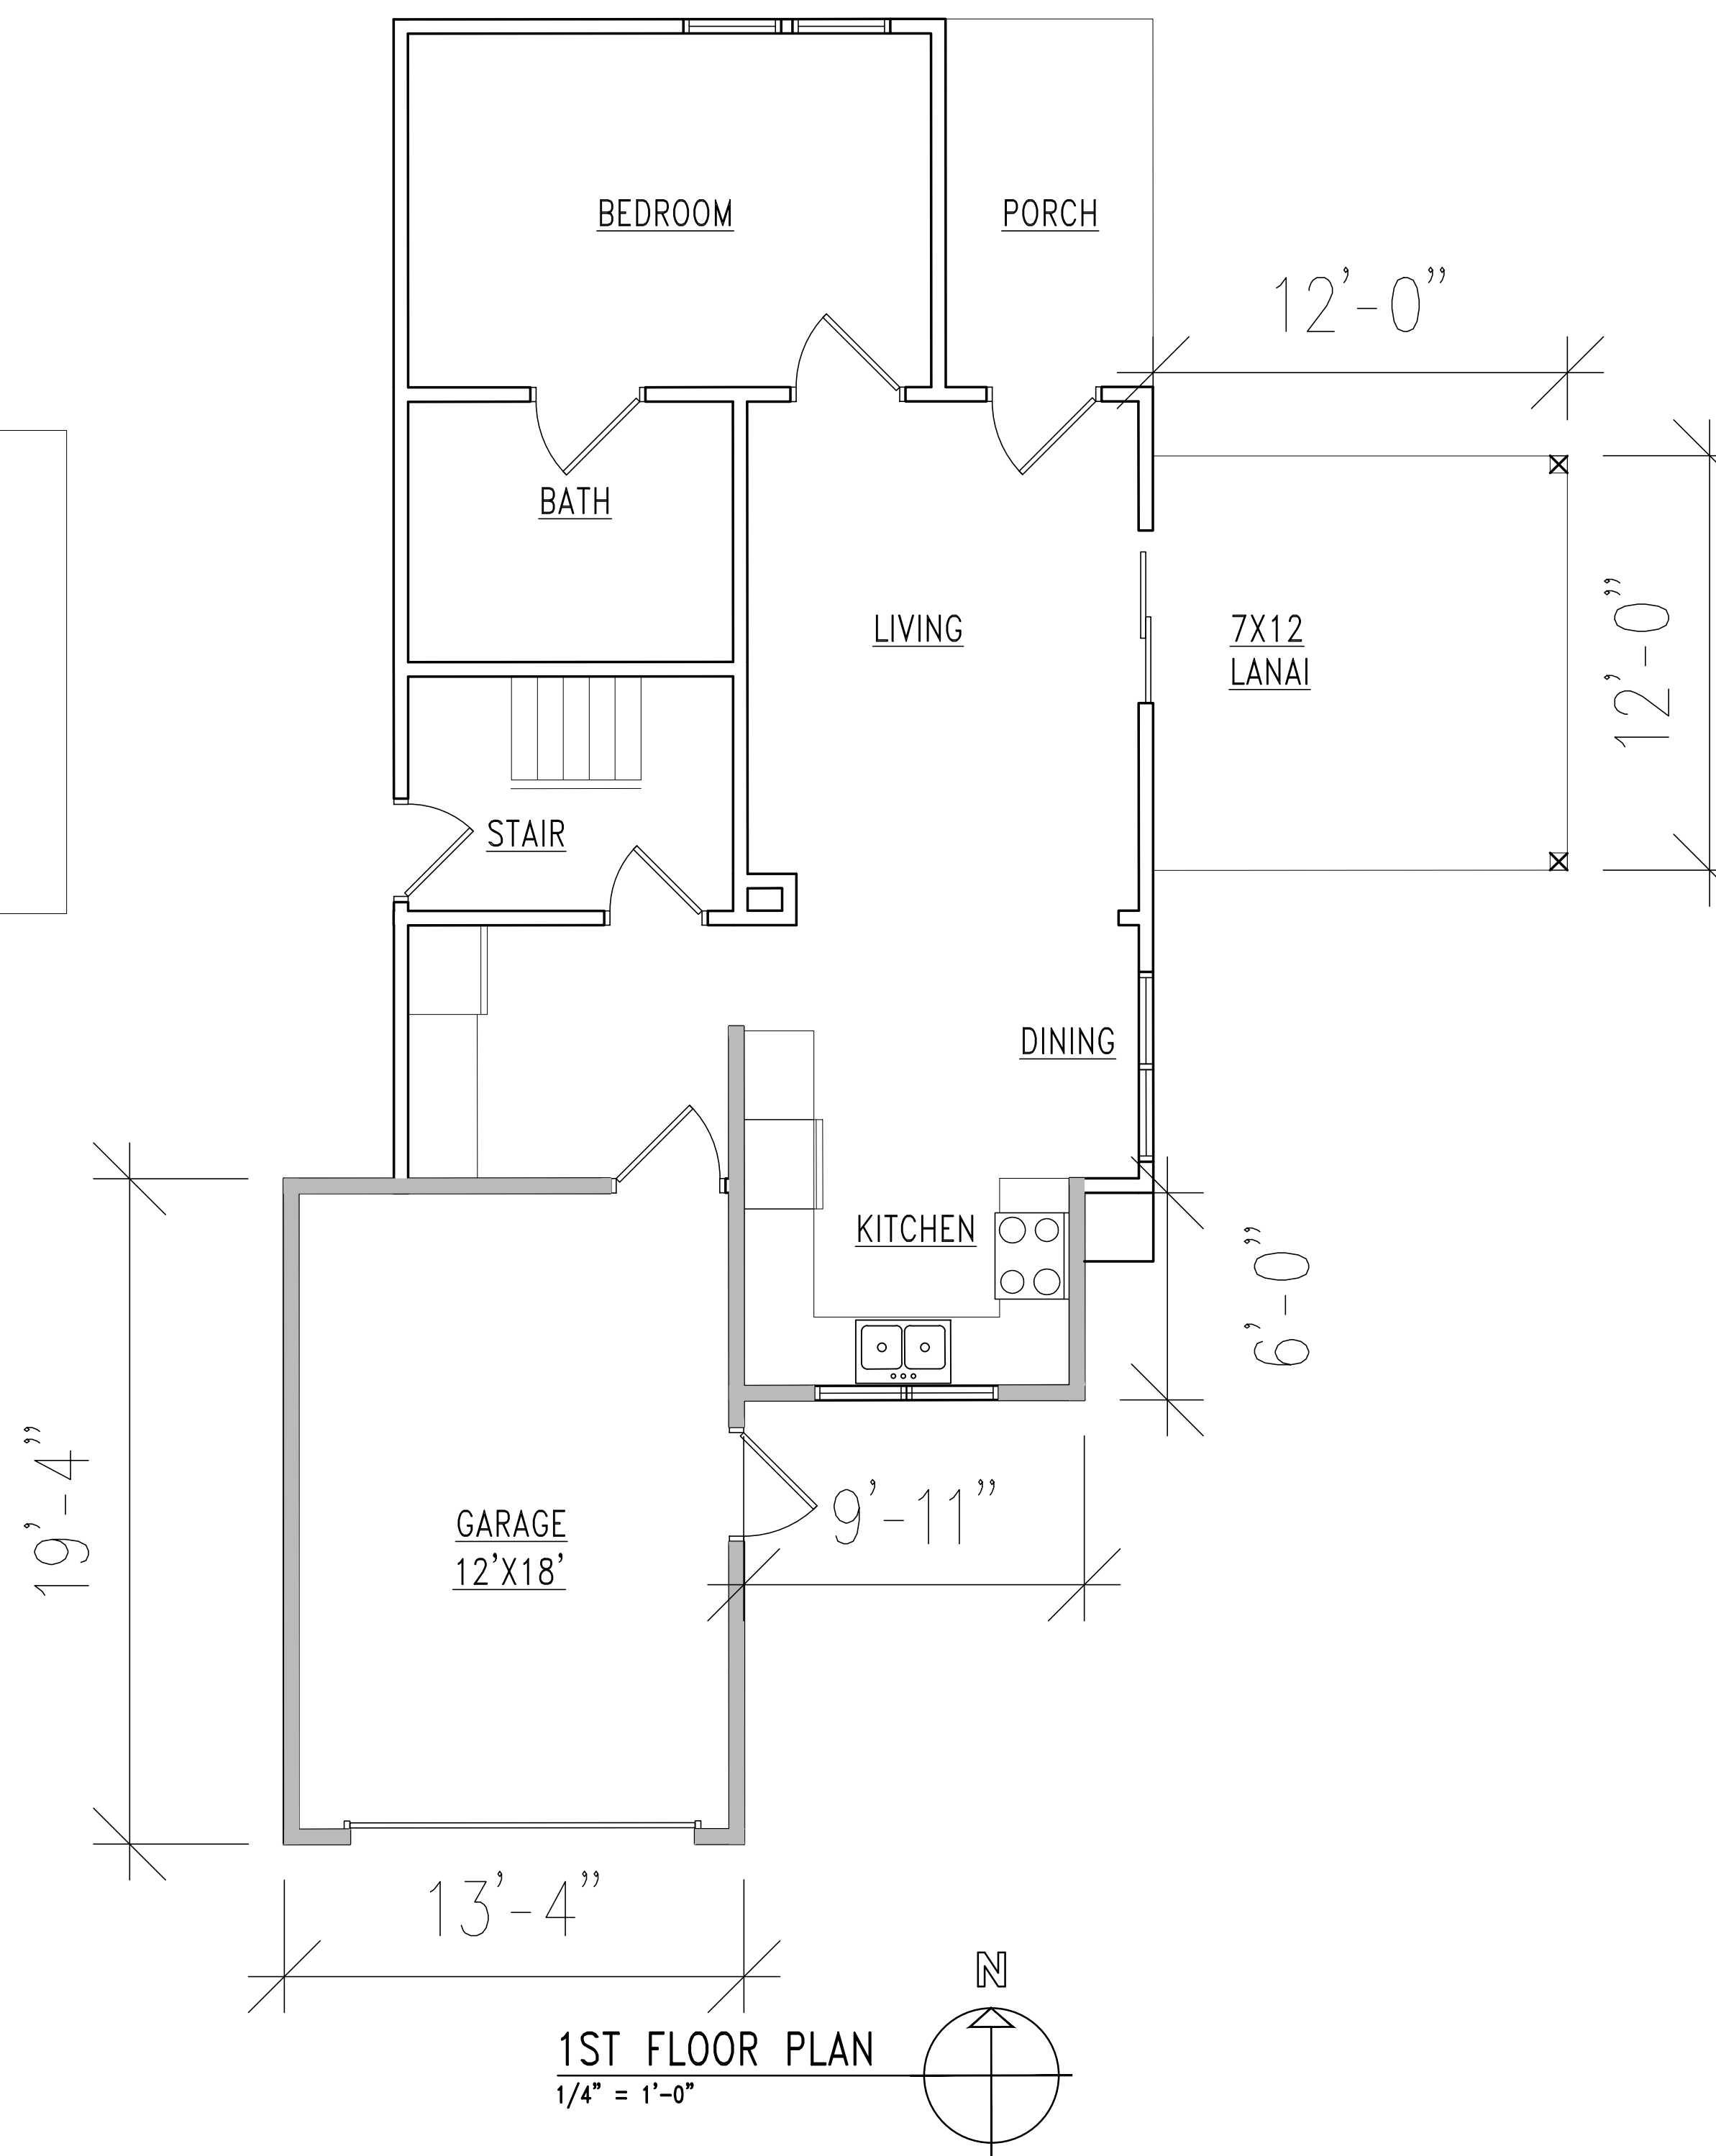 BEDROOM
PORCH
12'-0"
BATH
LIVING
7X12
LANAI
12'-0"
STAIR
DINING
KITCHEN
6'-0"
19'-4"
9'-11"
GARAGE
12'X18'
13'-4"
N
1ST FLOOR PLAN
1/4" = 1'-0"